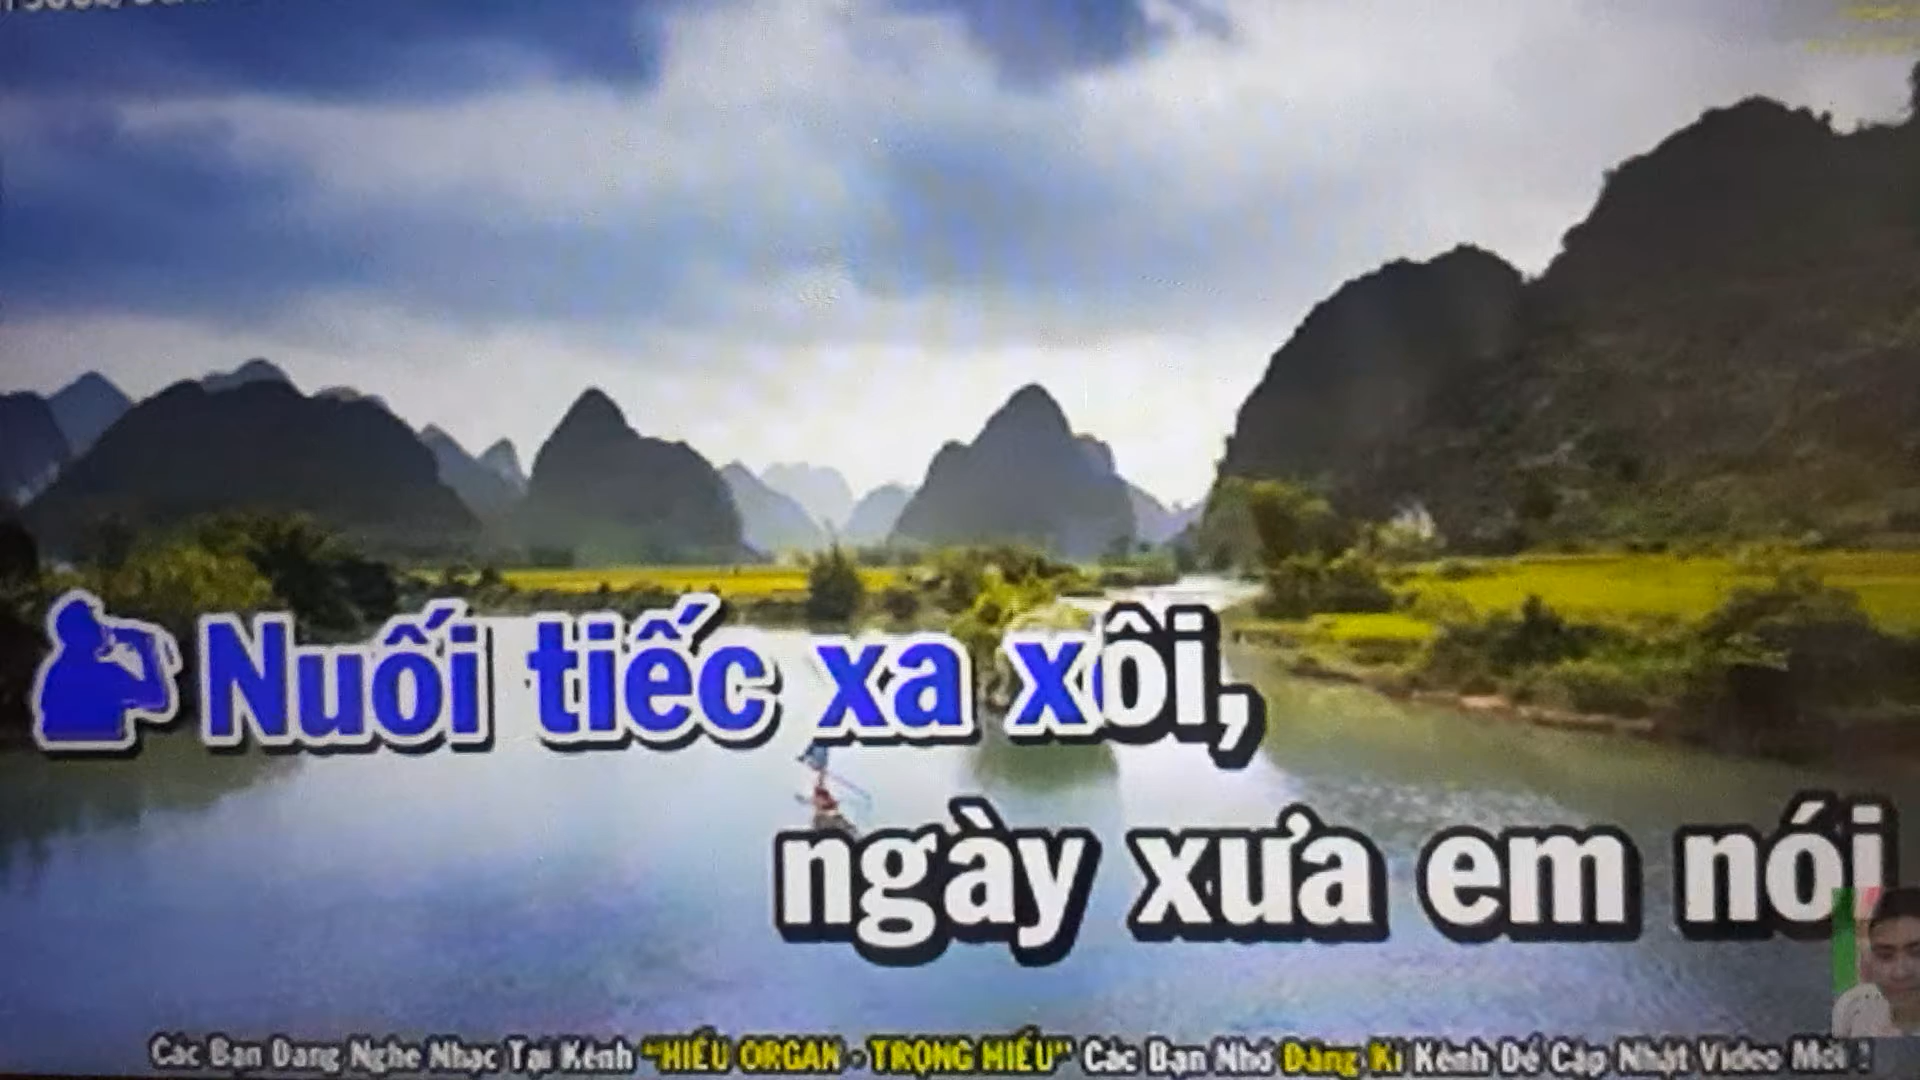 Nuối tiếc xa xôi,
ngày xưa em nói
Các Bạn Đang Nghe Nhạc Tại Kênh "HIẾU ORGAN - TRỌNG HIẾU" Các Bạn Nhớ Đăng Kí Kênh Để Cập Nhật Video Mới !